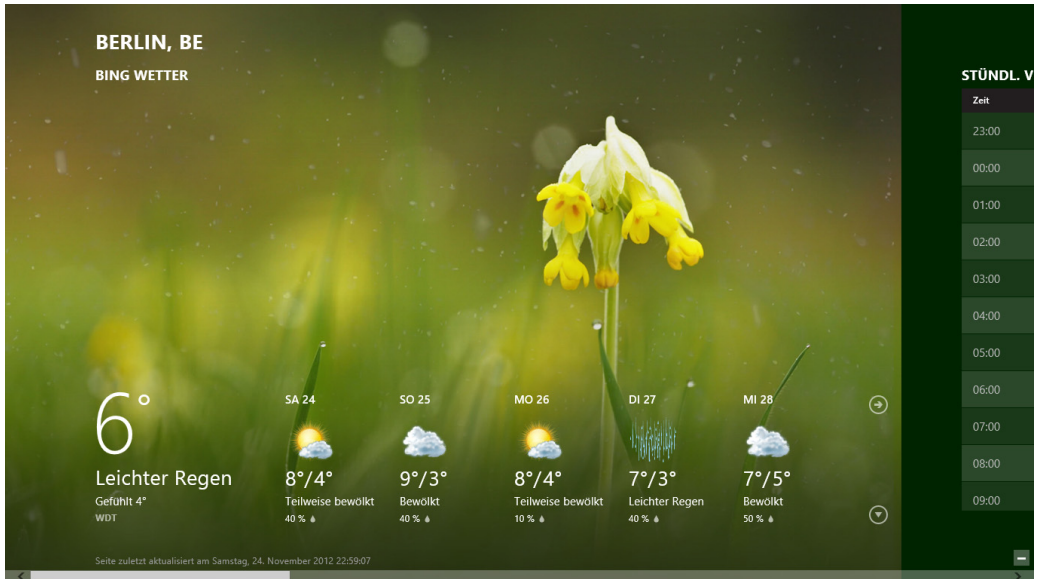 BERLIN, BE
BING WETTER
6°
Leichter Regen
Gefühlt 4°
WDT
SA 24
8°/4°
Teilweise bewölkt
40 %
SO 25
9°/3°
Bewölkt
40 %
MO 26
8°/4°
Teilweise bewölkt
10 %
DI 27
7°/3°
Leichter Regen
40 %
MI 28
7°/5°
Bewölkt
50 %
Seite zuletzt aktualisiert am Samstag, 24. November 2012 22:59:07
STÜNDL. V
Zeit
23:00
00:00
01:00
02:00
03:00
04:00
05:00
06:00
07:00
08:00
09:00